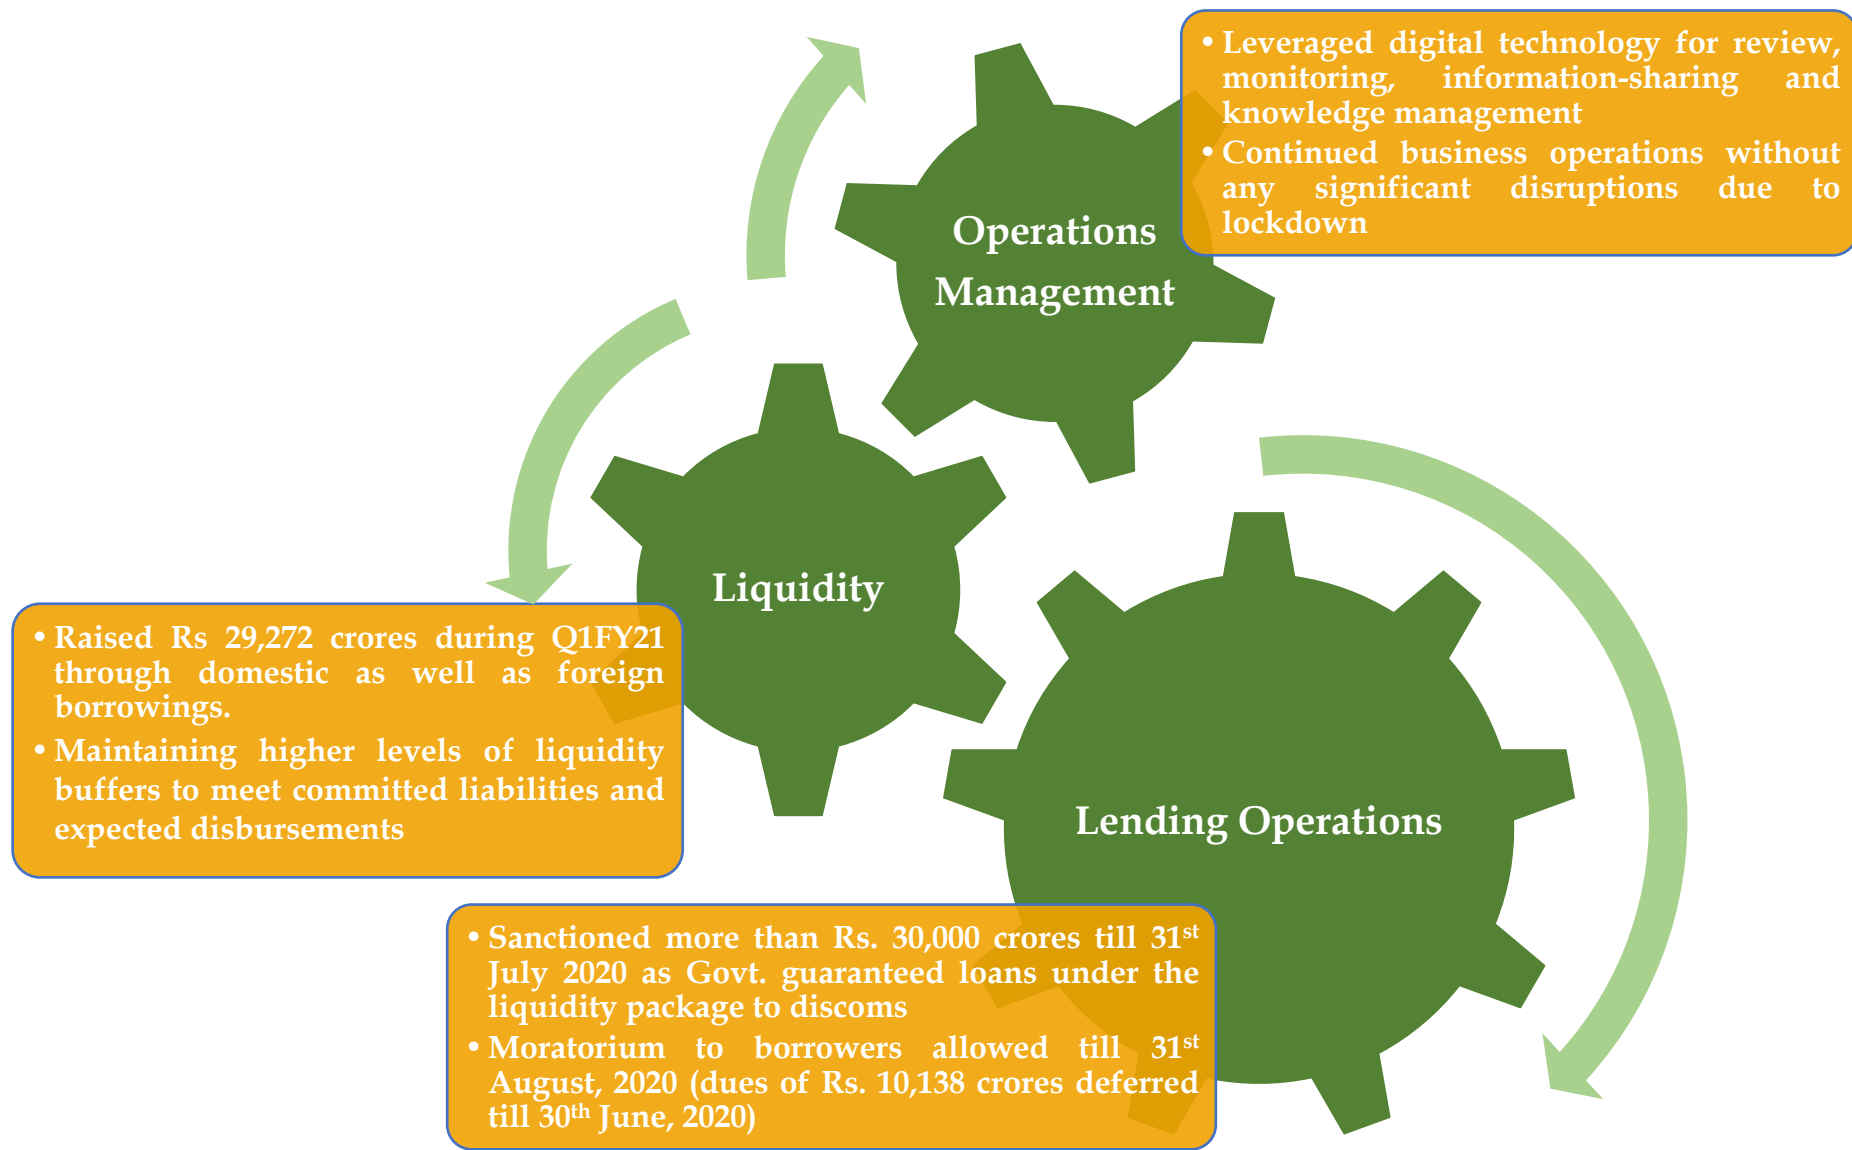 • Leveraged digital technology for review,
monitoring, information-sharing and
knowledge management
• Continued business operations without
any significant disruptions due to
lockdown
Operations
Management
Liquidity
• Raised Rs 29,272 crores during Q1FY21
through domestic as well as foreign
borrowings.
• Maintaining higher levels of liquidity
buffers to meet committed liabilities and
expected disbursements
Lending Operations
• Sanctioned more than Rs. 30,000 crores till 31st
July 2020 as Govt. guaranteed loans under the
liquidity package to discoms
• Moratorium to borrowers allowed till 31st
August, 2020 (dues of Rs. 10,138 crores deferred
till 30th June, 2020)